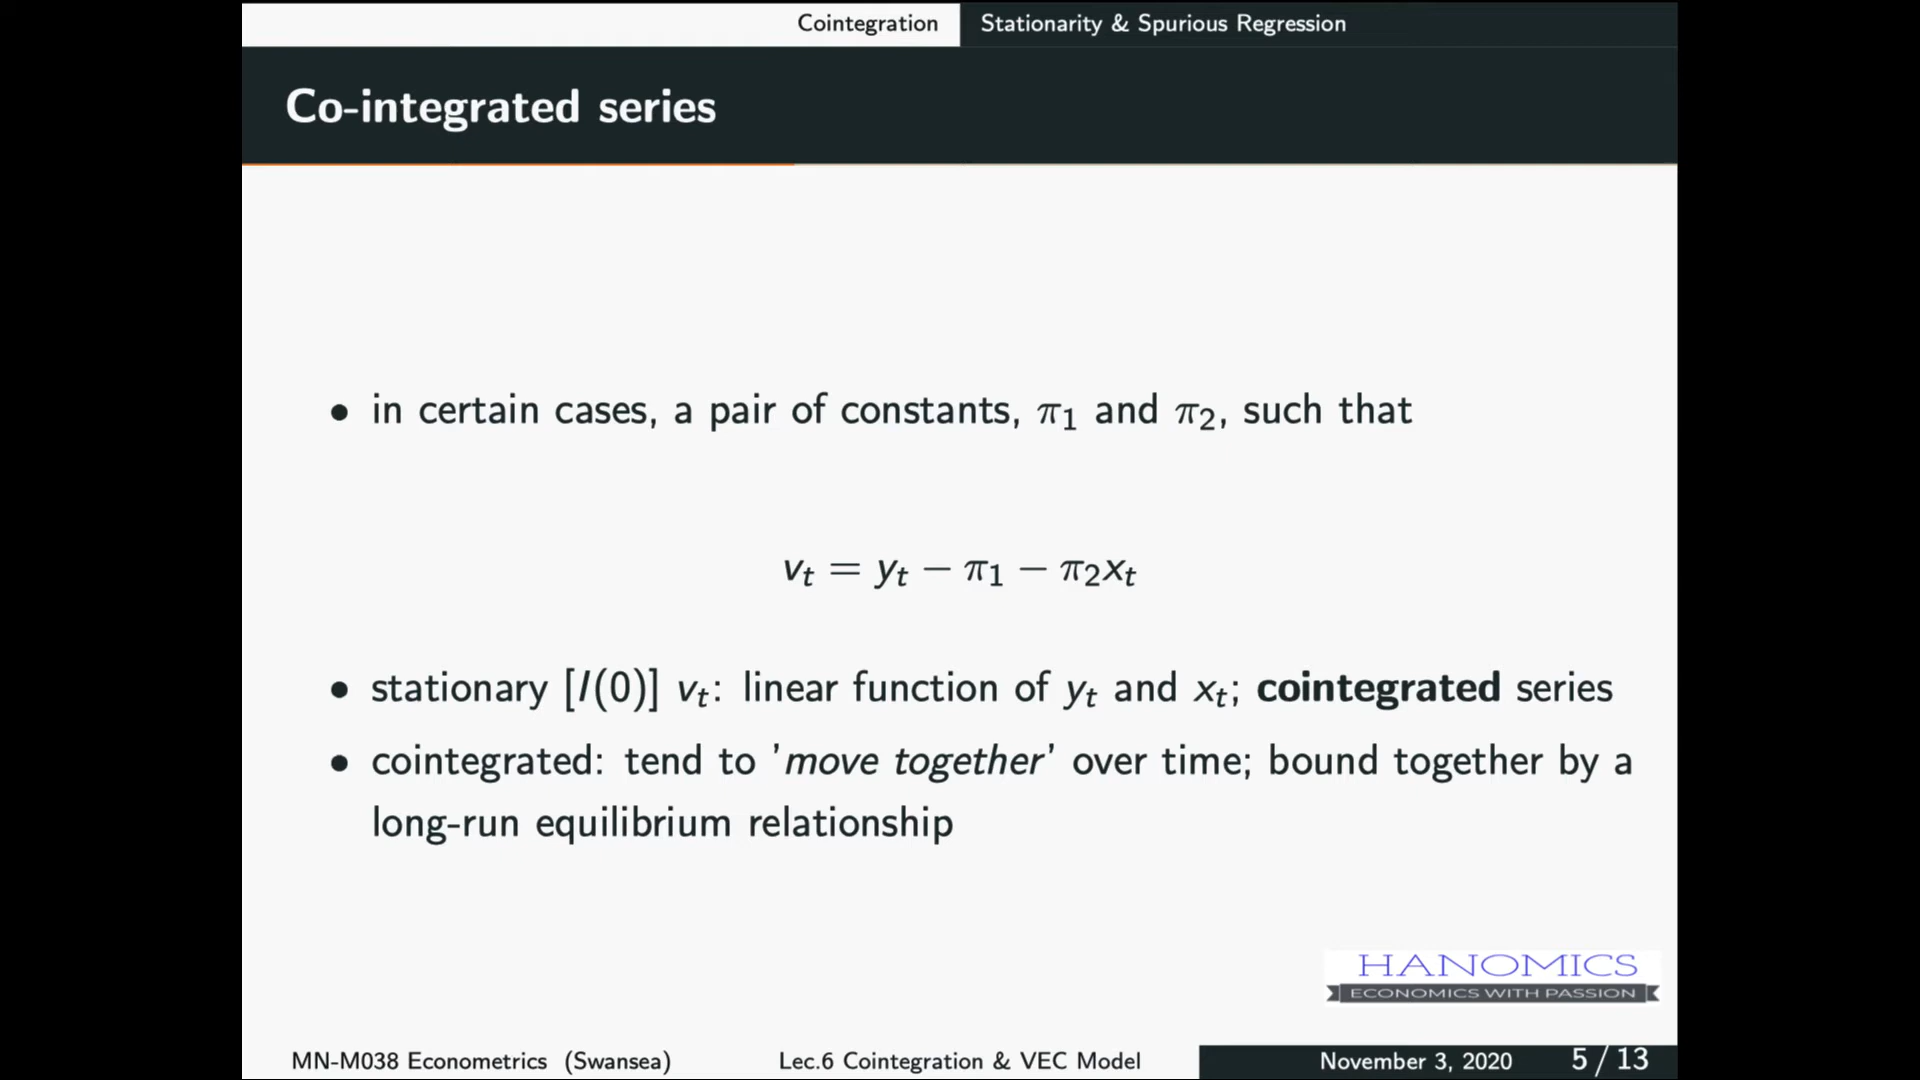 Cointegration Stationarity & Spurious Regression
Co-integrated series
• in certain cases, a pair of constants, π₁ and π₂, such that
vₜ = yₜ − π₁ − π₂xₜ
• stationary [I(0)] vₜ: linear function of yₜ and xₜ; cointegrated series
• cointegrated: tend to 'move together' over time; bound together by a
long-run equilibrium relationship
HANOMICS
ECONOMICS WITH PASSION
MN-M038 Econometrics (Swansea) Lec.6 Cointegration & VEC Model November 3, 2020 5 / 13